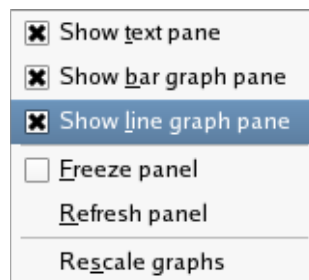 Show text pane
Show bar graph pane
Show line graph pane
Freeze panel
Refresh panel
Rescale graphs